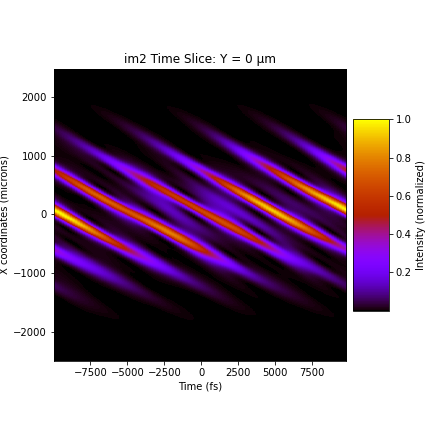 im2 Time Slice: Y = 0 μm
2000
1000
0
−1000
−2000
X coordinates (microns)
−7500 −5000 −2500 0 2500 5000 7500
Time (fs)
1.0
0.8
0.6
0.4
0.2
Intensity (normalized)